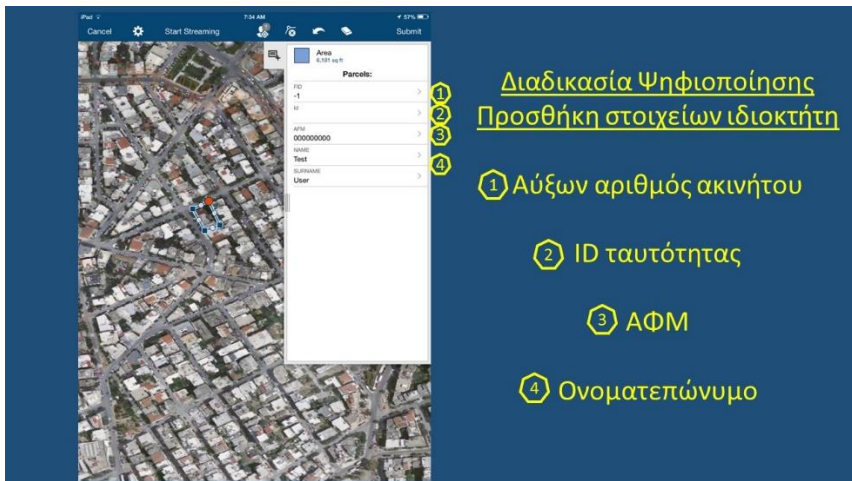 iPad
7:34 AM
57%
Cancel
Start Streaming
Submit
Area
6,191 sq ft
Parcels:
FID
-1
Id
AFM
000000000
NAME
Test
SURNAME
User
1
2
3
4
Διαδικασία Ψηφιοποίησης
Προσθήκη στοιχείων ιδιοκτήτη
1 Αύξων αριθμός ακινήτου
2 ID ταυτότητας
3 ΑΦΜ
4 Ονοματεπώνυμο